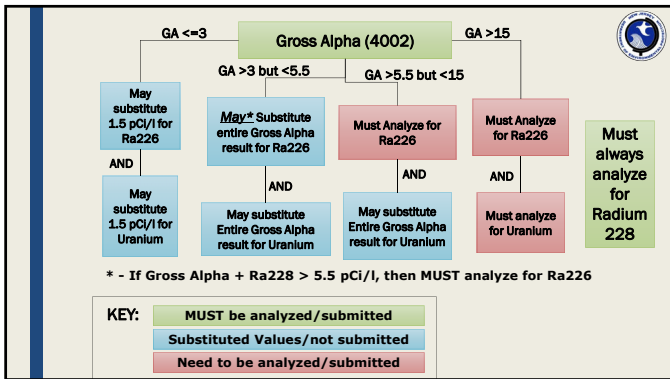 GA <=3
Gross Alpha (4002)
GA >15
GA >3 but <5.5
GA >5.5 but <15
May
substitute
1.5 pCi/l for
Ra226
May* Substitute
entire Gross Alpha
result for Ra226
Must Analyze for
Ra226
Must Analyze
for Ra226
Must
always
analyze
for
Radium
228
AND
AND
AND
AND
May
substitute
1.5 pCi/l for
Uranium
May substitute
Entire Gross Alpha
result for Uranium
May substitute
Entire Gross Alpha
result for Uranium
Must analyze
for Uranium
* - If Gross Alpha + Ra228 > 5.5 pCi/l, then MUST analyze for Ra226
KEY:
MUST be analyzed/submitted
Substituted Values/not submitted
Need to be analyzed/submitted